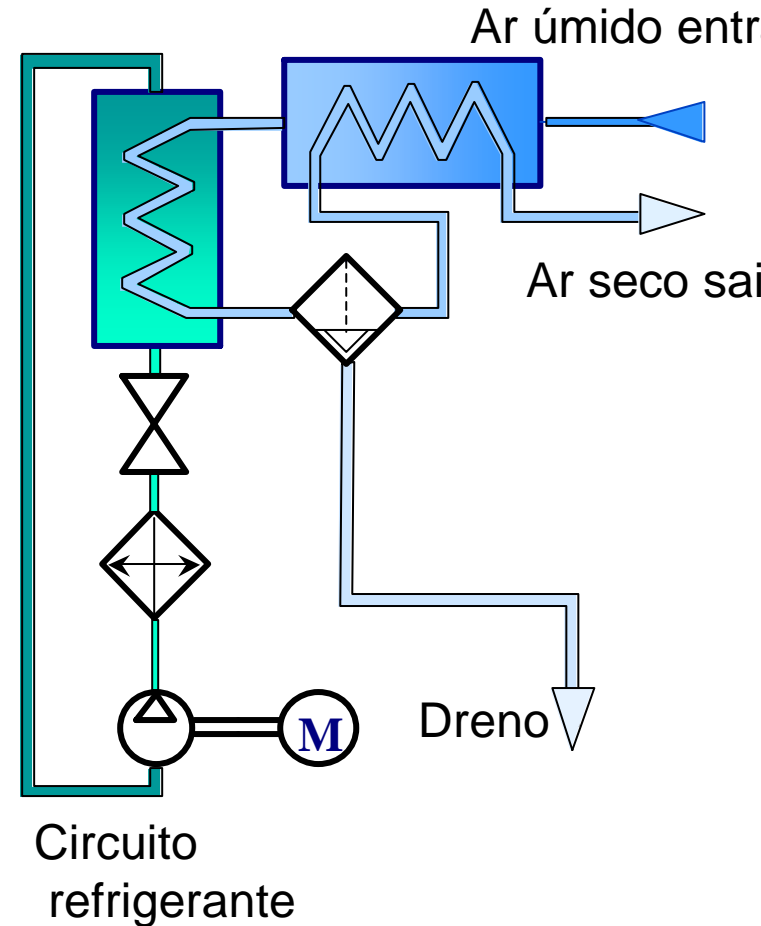 Ar úmido entra
Ar seco sai
M
Dreno
Circuito
refrigerante